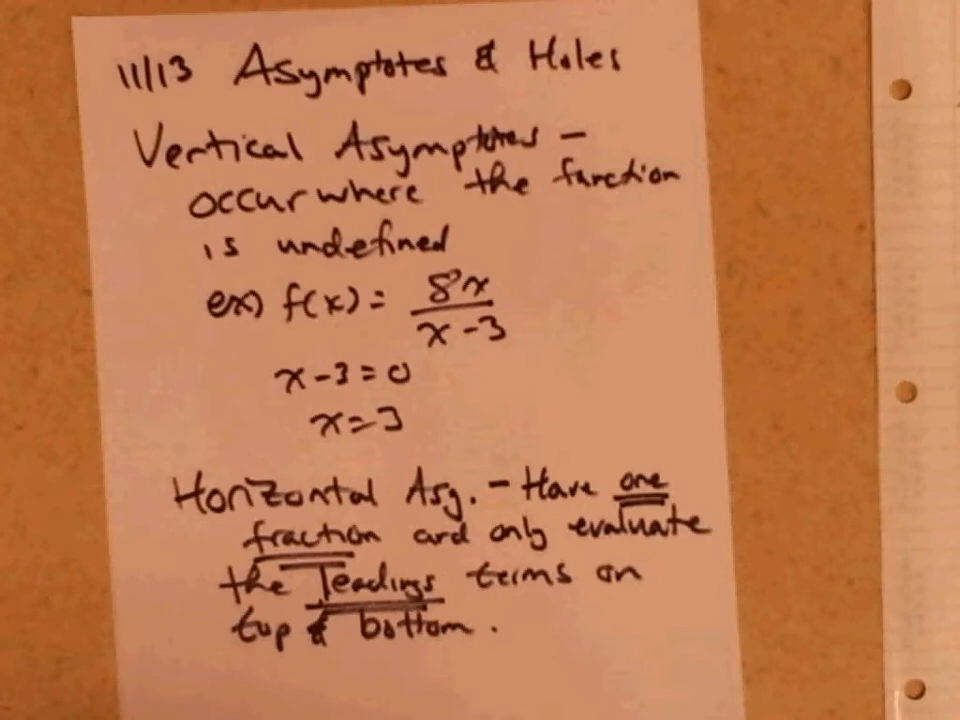 11/13 Asymptotes & Holes
Vertical Asymptotes -
occur where the function
is undefined
ex) f(x) = 8x / x - 3
x - 3 = 0
x = 3
Horizontal Asy. - Have one
fraction and only evaluate
the leadings terms on
top & bottom.